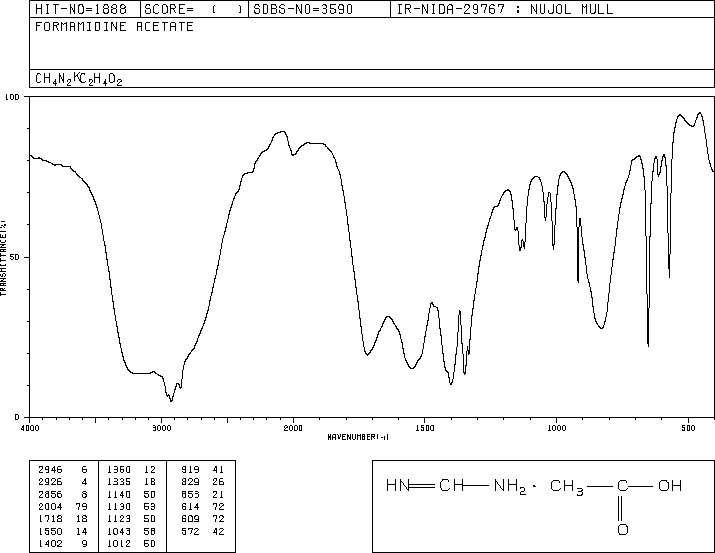 HIT-NO=1888 SCORE= ( ) SDBS-NO=3590 IR-NIDA-29767 : NUJOL MULL
FORMAMIDINE ACETATE
CH4N2·C2H4O2
100
50
0
TRANSMITTANCE(%)
4000 3000 2000 1500 1000 500
WAVENUMBER(-1)
2946 6 1360 12 919 41
2926 4 1335 18 829 26
2856 8 1140 50 653 21
2004 79 1130 53 614 72
1718 18 1123 50 609 72
1550 14 1043 58 572 42
1402 9 1012 50
HN CH NH2 · CH3 C OH
O